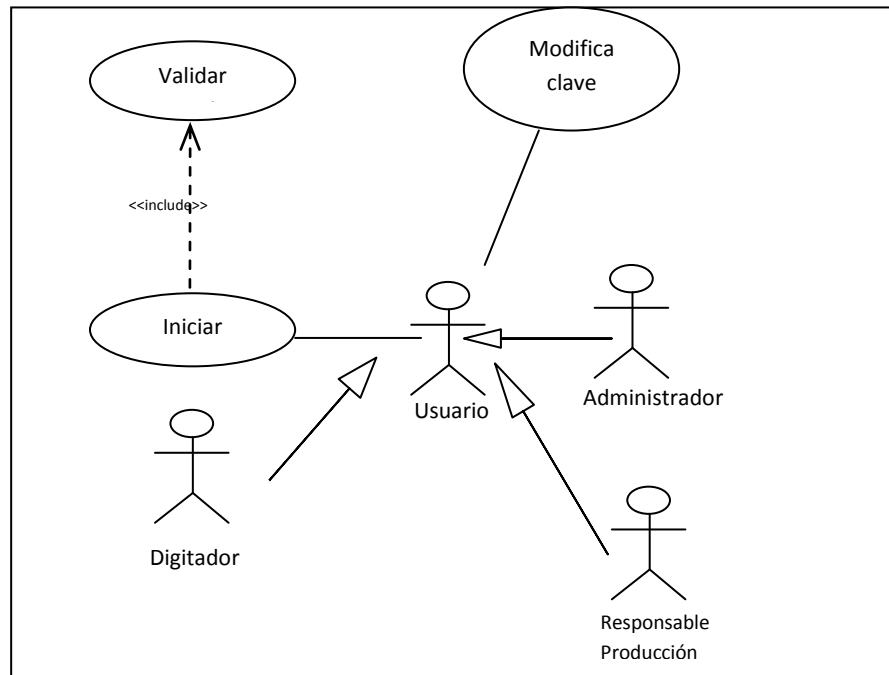 Validar
Modifica
clave
<<include>>
Iniciar
Usuario
Administrador
Digitador
Responsable
Producción